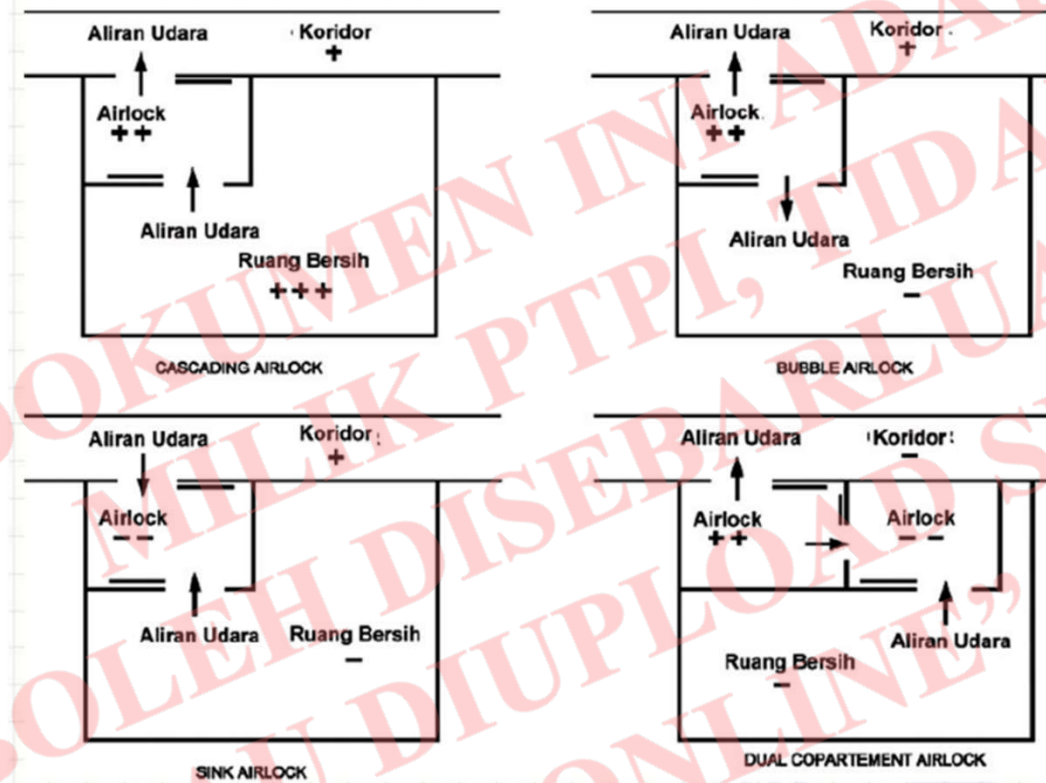 Aliran Udara
Koridor
+
Airlock
++
Aliran Udara
Ruang Bersih
+++
CASCADING AIRLOCK
Aliran Udara
Koridor
+
Airlock
++
Aliran Udara
Ruang Bersih
−
BUBBLE AIRLOCK
Aliran Udara
Koridor
+
Airlock
− −
Aliran Udara
Ruang Bersih
−
SINK AIRLOCK
Aliran Udara
Koridor
−
Airlock
++
Airlock
− −
Aliran Udara
Ruang Bersih
−
DUAL COPARTEMENT AIRLOCK
DOKUMEN INI ADA
MILIK PTPI, TIDA
OLEH DISEBARLUA
DIUPLOAD S
ONLINE”